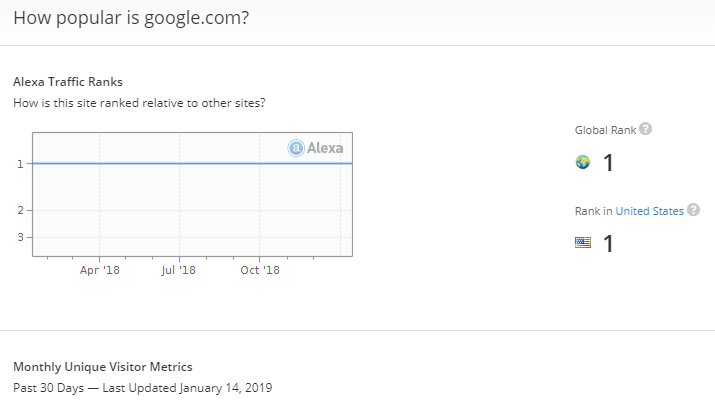 How popular is google.com?
Alexa Traffic Ranks
How is this site ranked relative to other sites?
a Alexa
1
2
3
Apr '18 Jul '18 Oct '18
Global Rank ?
1
Rank in United States ?
1
Monthly Unique Visitor Metrics
Past 30 Days — Last Updated January 14, 2019